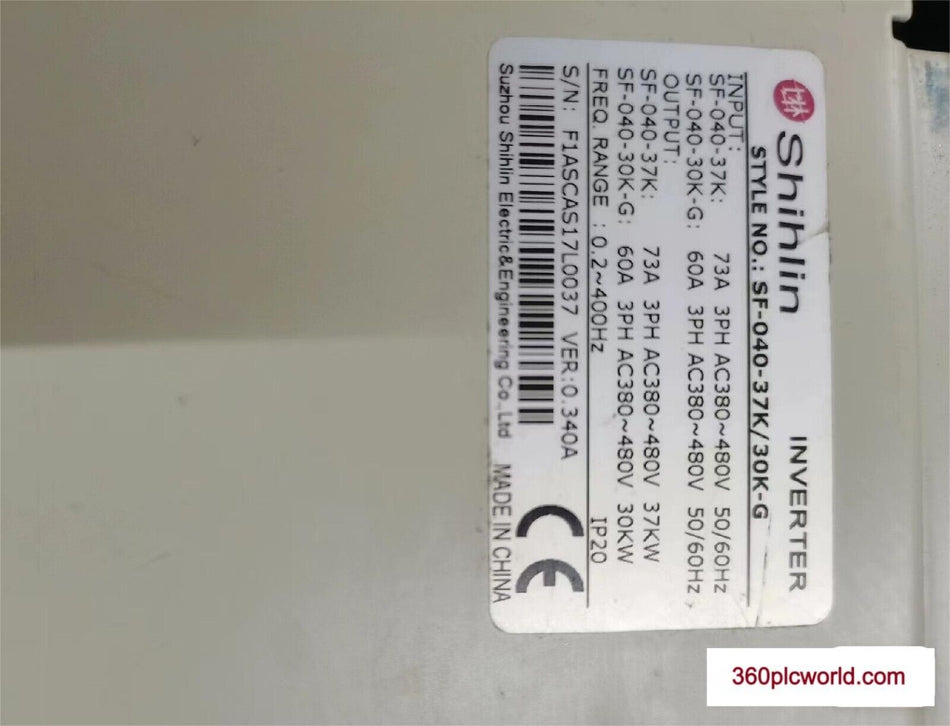 Shihlin INVERTER
STYLE NO.: SF-040-37K/30K-G
INPUT:
SF-040-37K: 73A 3PH AC380~480V 50/60Hz
SF-040-30K-G: 60A 3PH AC380~480V 50/60Hz
OUTPUT:
SF-040-37K: 73A 3PH AC380~480V 37KW
SF-040-30K-G: 60A 3PH AC380~480V 30KW
FREQ. RANGE : 0.2~400Hz IP20
S/N: F1ASCAS17L0037 VER:0.340A
CE
Suzhou Shihlin Electric&Engineering Co.,Ltd MADE IN CHINA
360plcworld.com